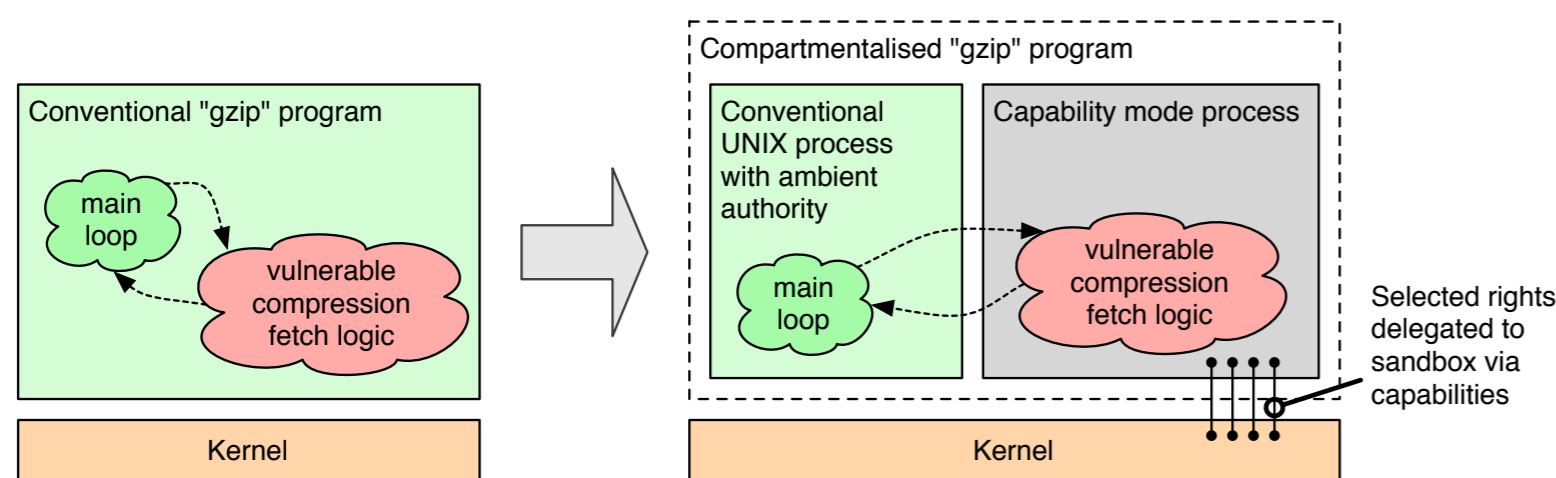 Conventional "gzip" program
main
loop
vulnerable
compression
fetch logic
Kernel
Compartmentalised "gzip" program
Conventional
UNIX process
with ambient
authority
main
loop
Capability mode process
vulnerable
compression
fetch logic
Kernel
Selected rights
delegated to
sandbox via
capabilities